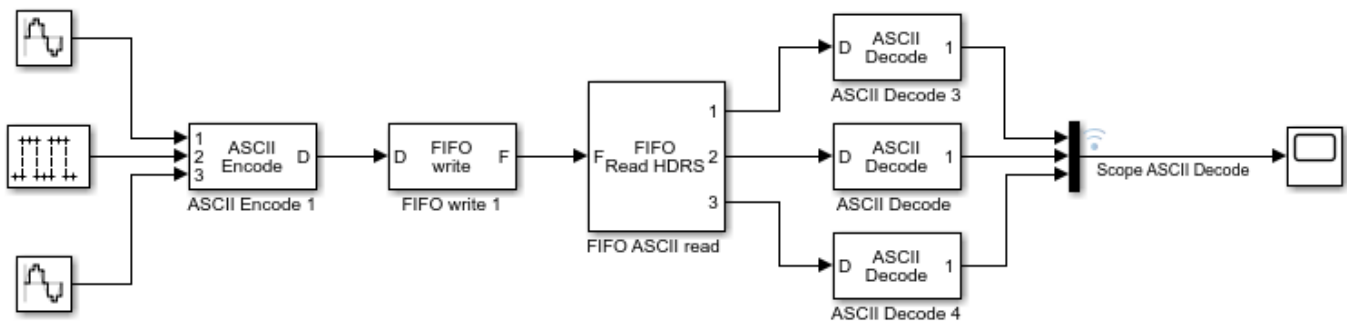 1
2
3
ASCII
Encode
D
ASCII Encode 1
D
FIFO
write
F
FIFO write 1
F
FIFO
Read HDRS
1
2
3
FIFO ASCII read
D
ASCII
Decode
1
ASCII Decode 3
D
ASCII
Decode
1
ASCII Decode
D
ASCII
Decode
1
ASCII Decode 4
Scope ASCII Decode